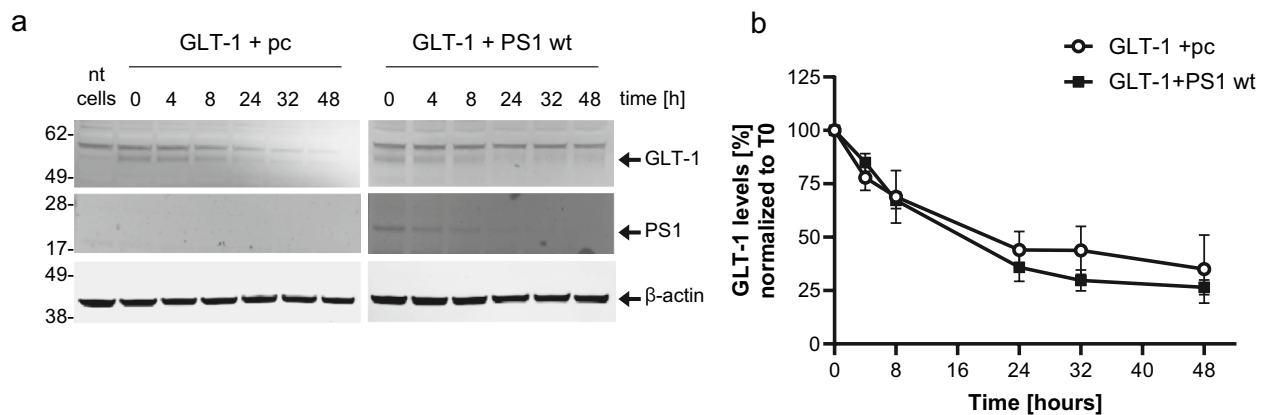 a
GLT-1 + pc
GLT-1 + PS1 wt
nt
cells
0 4 8 24 32 48
0 4 8 24 32 48
time [h]
62-
49-
GLT-1
28-
17-
PS1
49-
38-
β-actin
b
GLT-1 +pc
GLT-1+PS1 wt
GLT-1 levels [%]
normalized to T0
125
100
75
50
25
0
0 8 16 24 32 40 48
Time [hours]